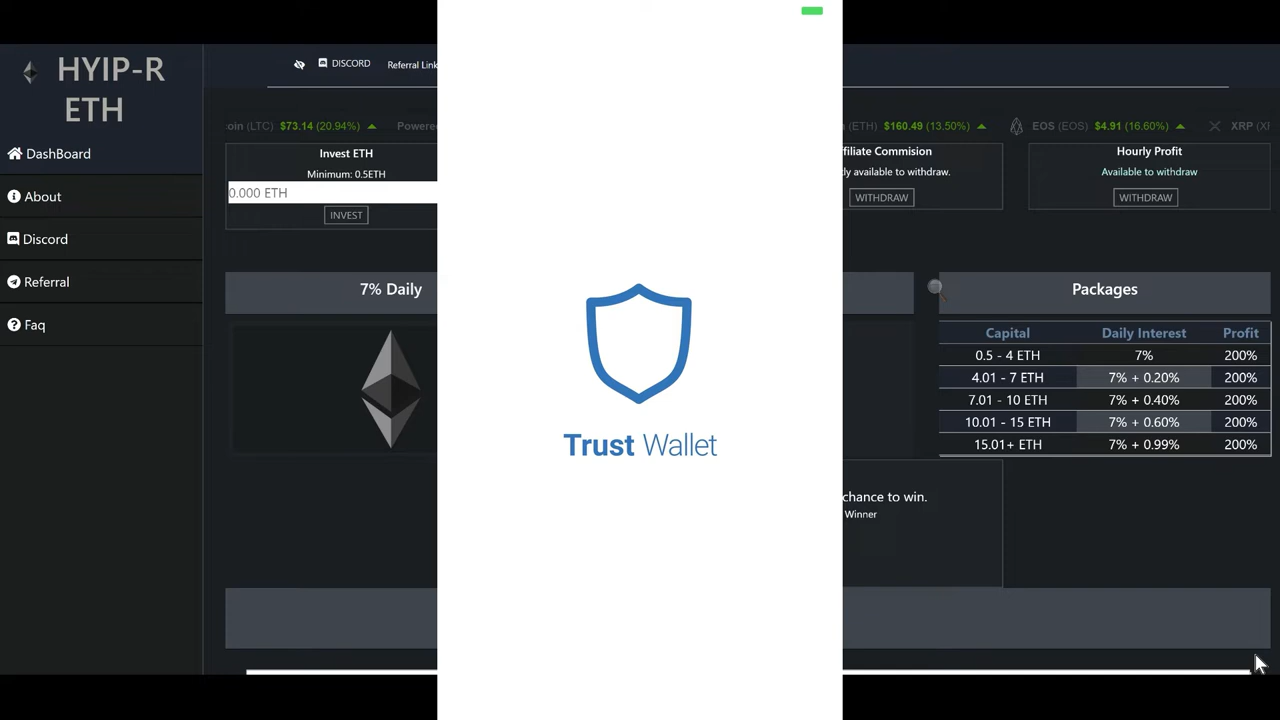 HYIP-R
ETH
DashBoard
About
Discord
Referral
Faq
DISCORD
Referral Link
oin (LTC) $73.14 (20.94%)
Powered
(ETH) $160.49 (13.50%)
EOS (EOS) $4.91 (16.60%)
XRP
Invest ETH
Minimum: 0.5ETH
0.000 ETH
INVEST
ffiliate Commision
available to withdraw.
WITHDRAW
Hourly Profit
Available to withdraw
WITHDRAW
7% Daily
Trust Wallet
Packages
Capital Daily Interest Profit
0.5 - 4 ETH 7% 200%
4.01 - 7 ETH 7% + 0.20% 200%
7.01 - 10 ETH 7% + 0.40% 200%
10.01 - 15 ETH 7% + 0.60% 200%
15.01+ ETH 7% + 0.99% 200%
chance to win.
Winner